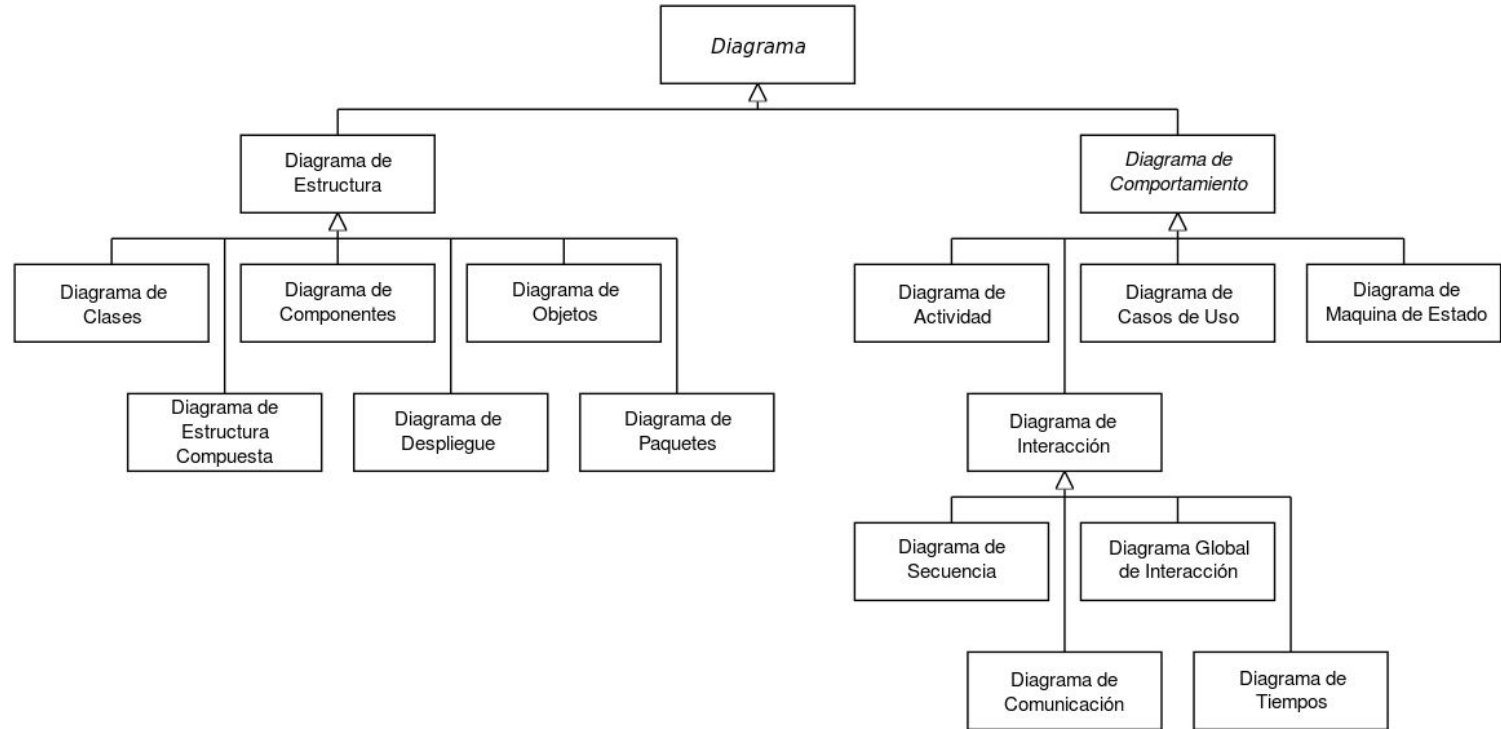 Diagrama
Diagrama de
Estructura
Diagrama de
Comportamiento
Diagrama de
Clases
Diagrama de
Componentes
Diagrama de
Objetos
Diagrama de
Actividad
Diagrama de
Casos de Uso
Diagrama de
Maquina de Estado
Diagrama de
Estructura
Compuesta
Diagrama de
Despliegue
Diagrama de
Paquetes
Diagrama de
Interacción
Diagrama de
Secuencia
Diagrama Global
de Interacción
Diagrama de
Comunicación
Diagrama de
Tiempos